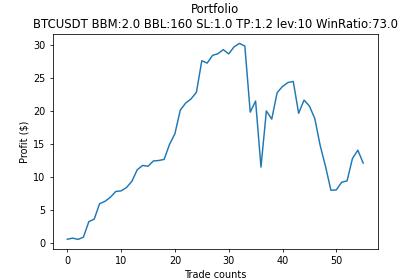 Portfolio
BTCUSDT BBM:2.0 BBL:160 SL:1.0 TP:1.2 lev:10 WinRatio:73.0
30
25
20
15
10
5
0
Profit ($)
0 10 20 30 40 50
Trade counts